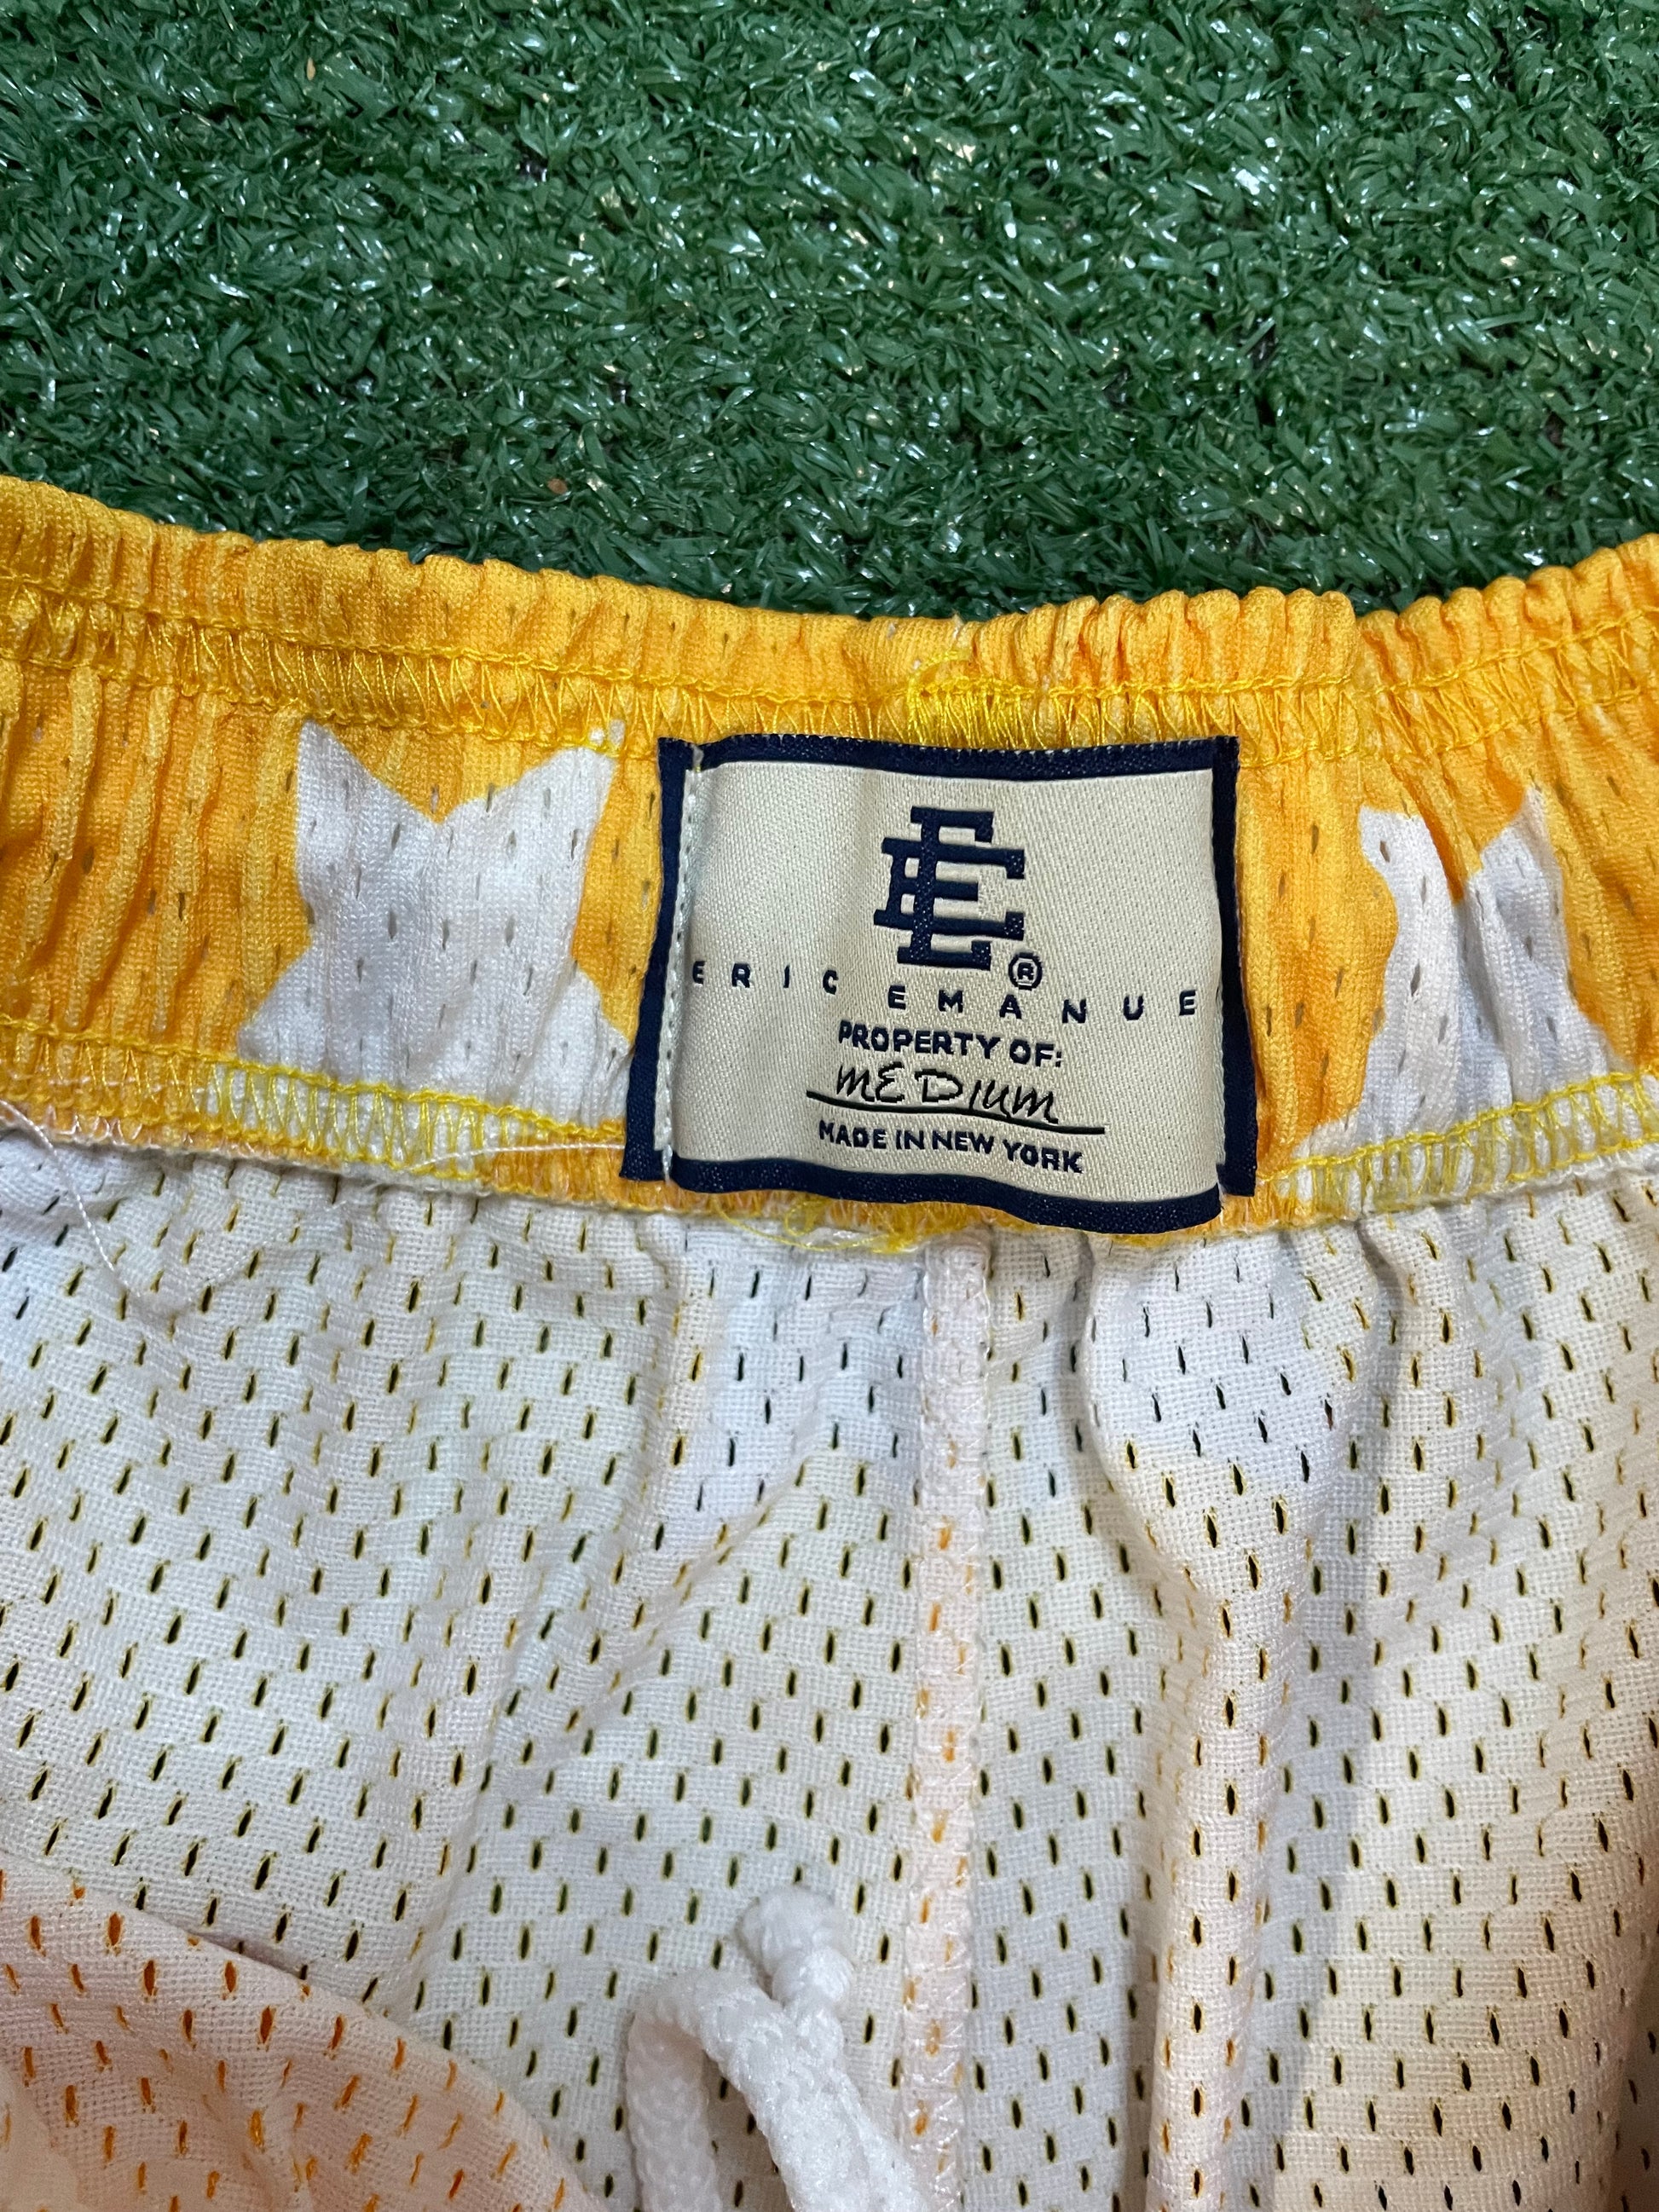 EE®
ERIC EMANUE
PROPERTY OF:
MEDIUM
MADE IN NEW YORK